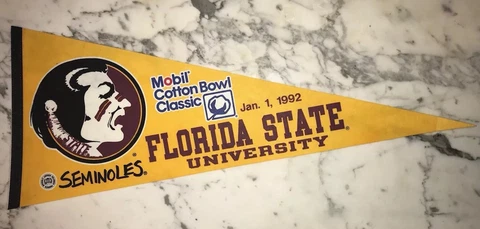 Mobil
Cotton Bowl
Classic
Jan. 1, 1992
FLORIDA STATE
UNIVERSITY
SEMINOLES